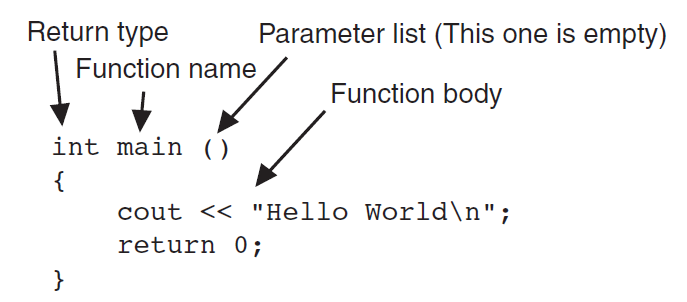 Return type
Parameter list (This one is empty)
Function name
Function body
int main ()
{
cout << "Hello World\n";
return 0;
}